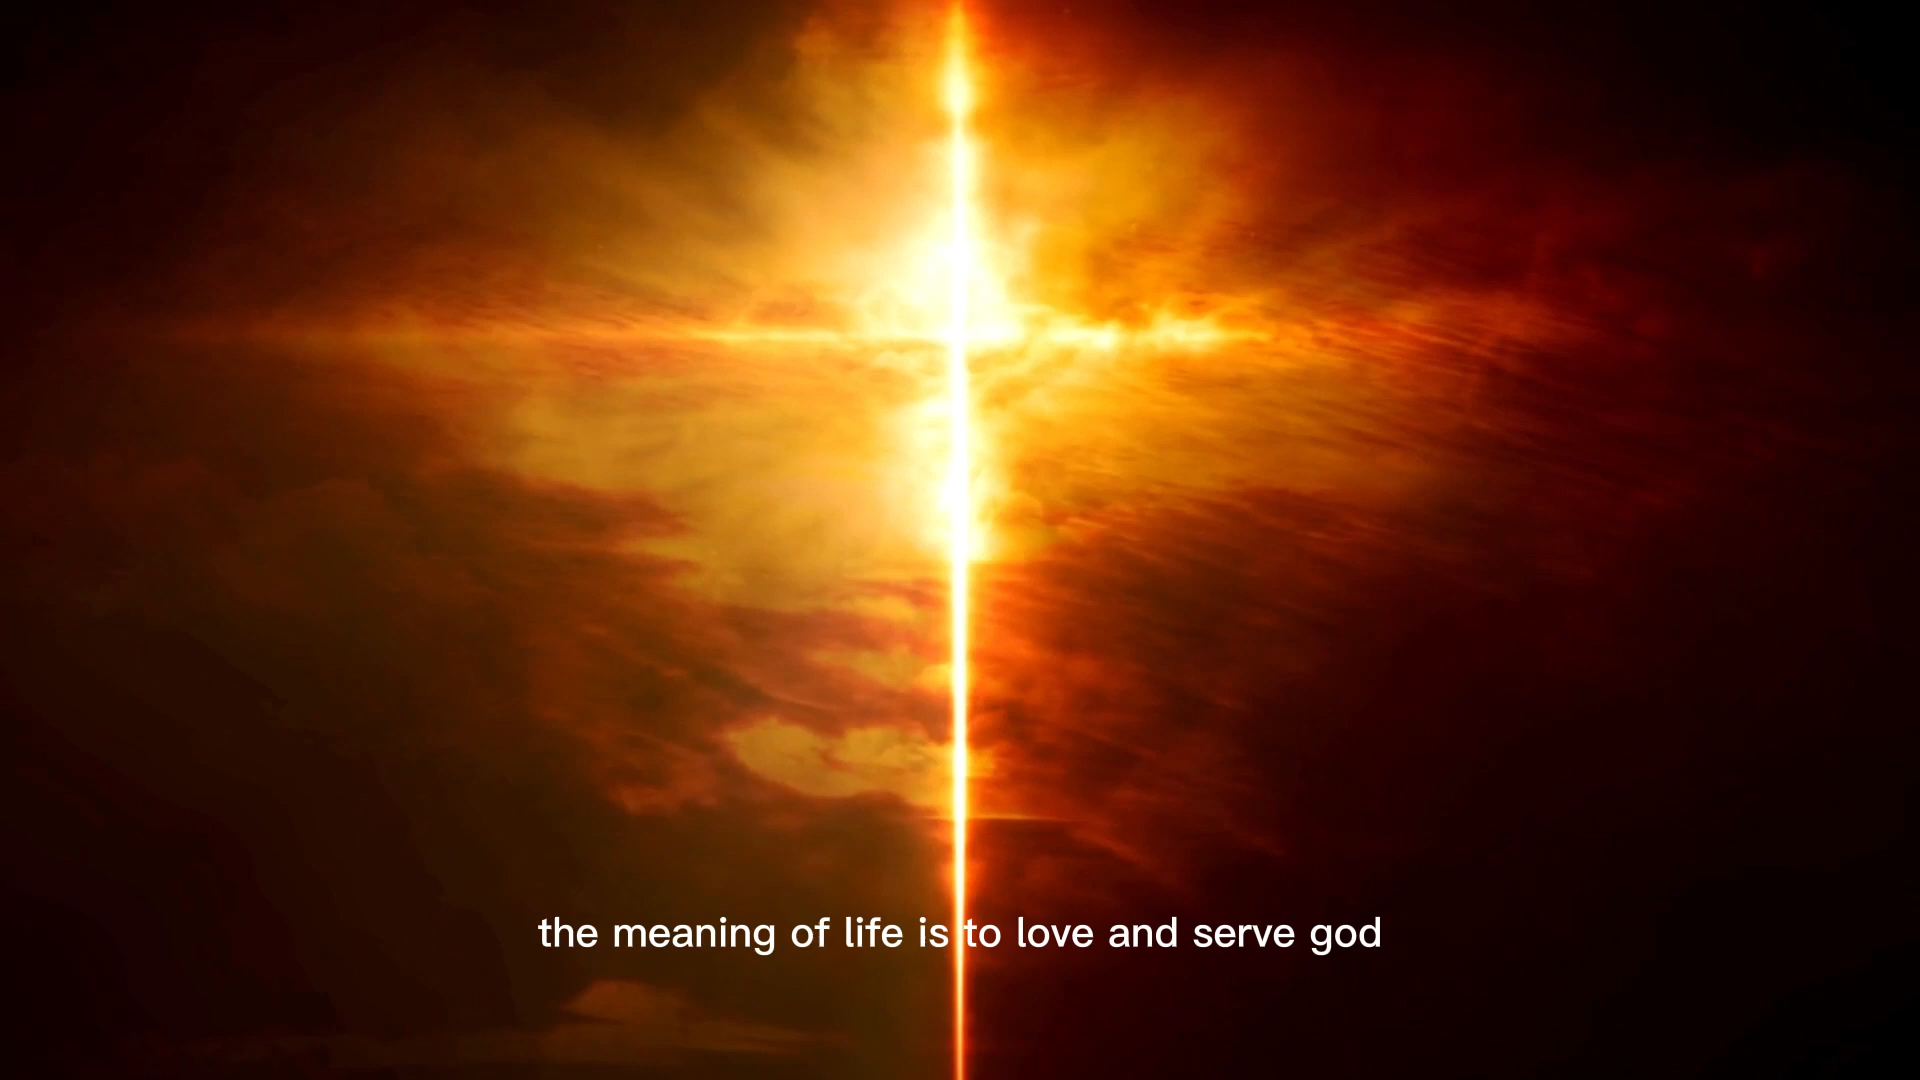 the meaning of life is to love and serve god